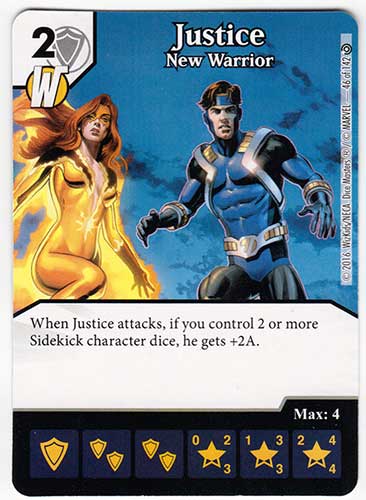 2
W
Justice
New Warrior
46 of 142
© MARVEL
© 2016 WizKids/NECA. Dice Masters ®/
When Justice attacks, if you control 2 or more
Sidekick character dice, he gets +2A.
Max: 4
0 2 3
1 3 3
2 4 4